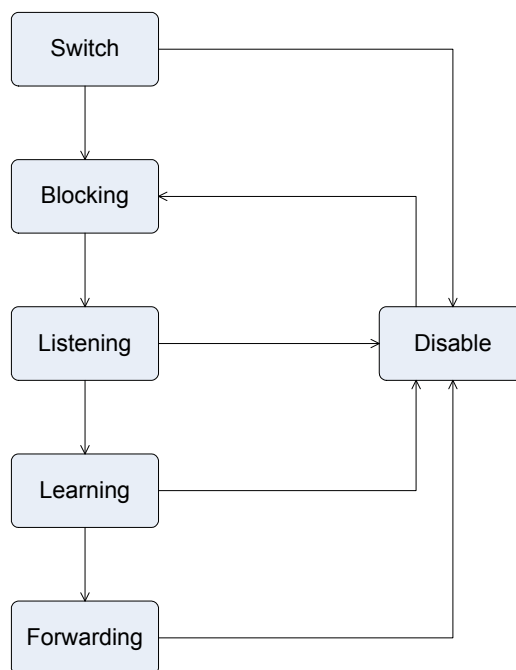 Switch
Blocking
Listening
Disable
Learning
Forwarding